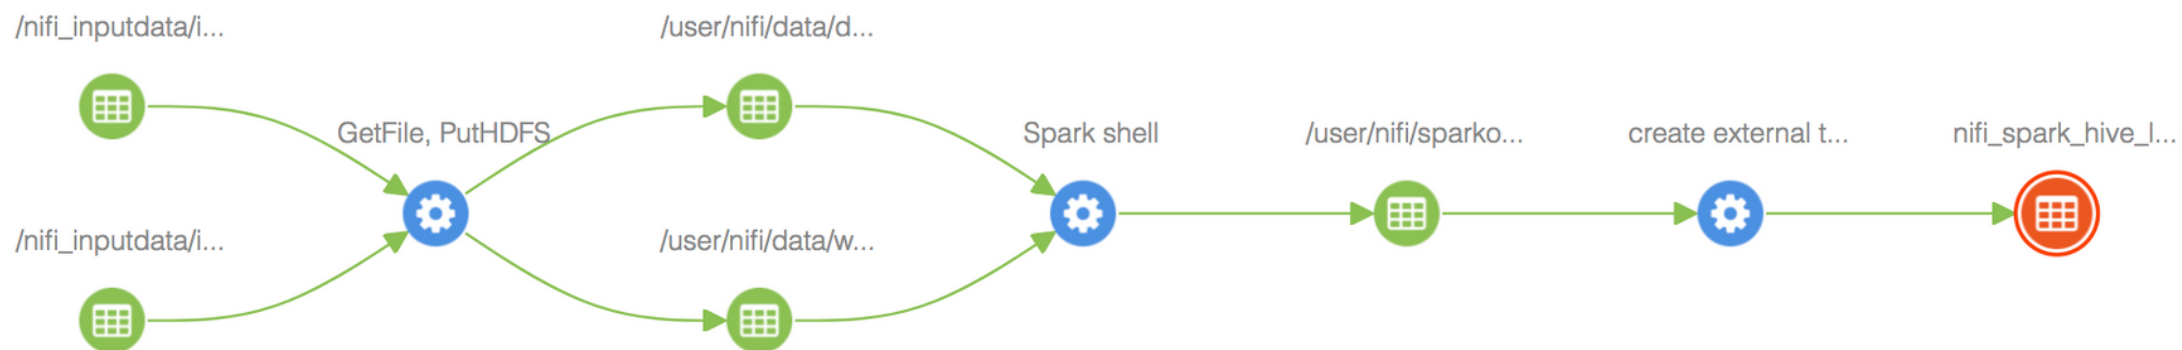 /nifi_inputdata/i...
/user/nifi/data/d...
GetFile, PutHDFS
Spark shell
/user/nifi/sparko...
create external t...
nifi_spark_hive_l...
/nifi_inputdata/i...
/user/nifi/data/w...